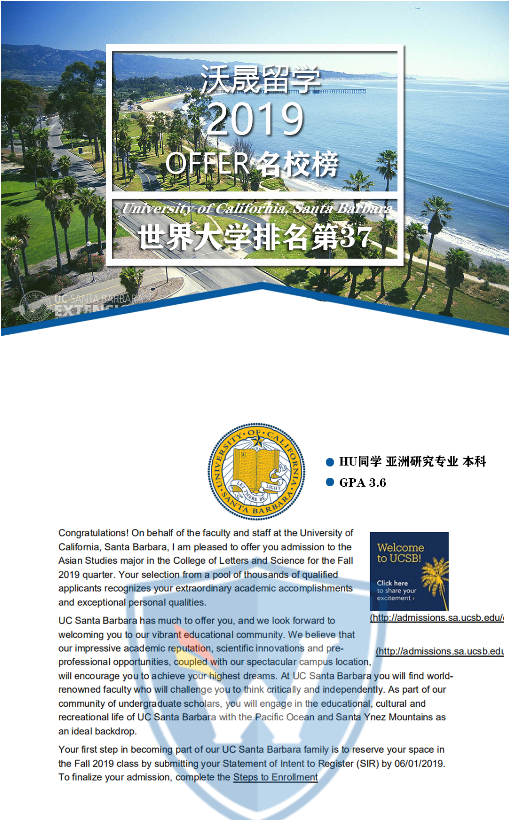 沃晟留学
2019
OFFER 名校榜
University of California, Santa Barbara
世界大学排名第37
UC SANTA BARBARA
EXTENSION
UNIVERSITY OF CALIFORNIA
SANTA BARBARA
LET THERE BE LIGHT
HU同学 亚洲研究专业 本科
GPA 3.6
Congratulations! On behalf of the faculty and staff at the University of
California, Santa Barbara, I am pleased to offer you admission to the
Asian Studies major in the College of Letters and Science for the Fall
2019 quarter. Your selection from a pool of thousands of qualified
applicants recognizes your extraordinary academic accomplishments
and exceptional personal qualities.
Welcome
to UCSB!
Click here
to share your
excitement ›
(http://admissions.sa.ucsb.edu/
(http://admissions.sa.ucsb.edu
UC Santa Barbara has much to offer you, and we look forward to
welcoming you to our vibrant educational community. We believe that
our impressive academic reputation, scientific innovations and pre-
professional opportunities, coupled with our spectacular campus location,
will encourage you to achieve your highest dreams. At UC Santa Barbara you will find world-
renowned faculty who will challenge you to think critically and independently. As part of our
community of undergraduate scholars, you will engage in the educational, cultural and
recreational life of UC Santa Barbara with the Pacific Ocean and Santa Ynez Mountains as
an ideal backdrop.
Your first step in becoming part of our UC Santa Barbara family is to reserve your space in
the Fall 2019 class by submitting your Statement of Intent to Register (SIR) by 06/01/2019.
To finalize your admission, complete the Steps to Enrollment